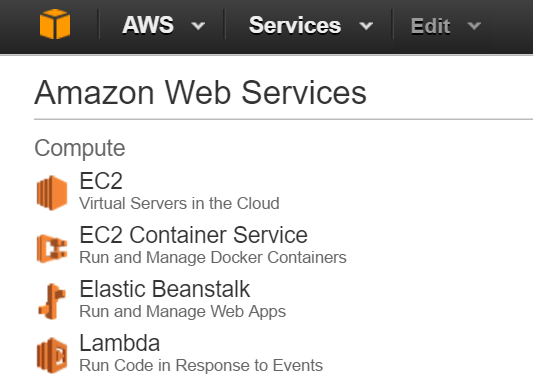 AWS Services Edit
Amazon Web Services
Compute
EC2
Virtual Servers in the Cloud
EC2 Container Service
Run and Manage Docker Containers
Elastic Beanstalk
Run and Manage Web Apps
Lambda
Run Code in Response to Events